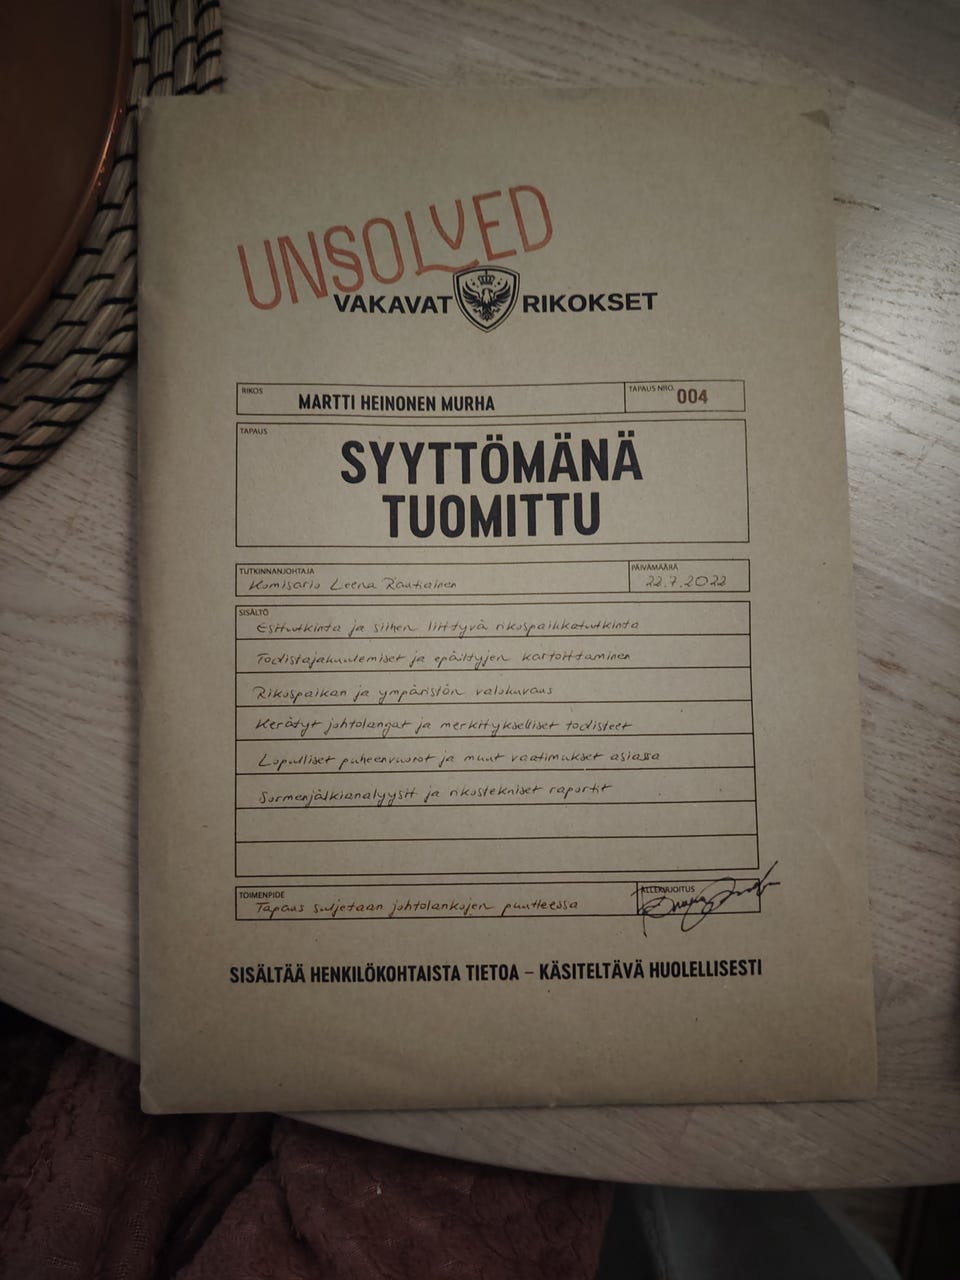 UNSOLVED
VAKAVAT RIKOKSET
RIKOS
MARTTI HEINONEN MURHA
TAPAUS NRO.
004
TAPAUS
SYYTTÖMÄNÄ
TUOMITTU
TUTKINNANJOHTAJA
Komisario Leena Rautiainen
PÄIVÄMÄÄRÄ
22.7.2022
SISÄLTÖ
Esitutkinta ja siihen liittyvä rikospaikkatutkinta
Todistajakuulemiset ja epäiltyjen kartoittaminen
Rikospaikan ja ympäristön valokuvaus
Kerätyt johtolangat ja merkitykselliset todisteet
Lopulliset puheenvuorot ja muut vaatimukset asiassa
Sormenjälkianalyysit ja rikostekniset raportit
TOIMENPIDE
Tapaus suljetaan johtolankojen puutteessa
ALLEKIRJOITUS
SISÄLTÄÄ HENKILÖKOHTAISTA TIETOA – KÄSITELTÄVÄ HUOLELLISESTI